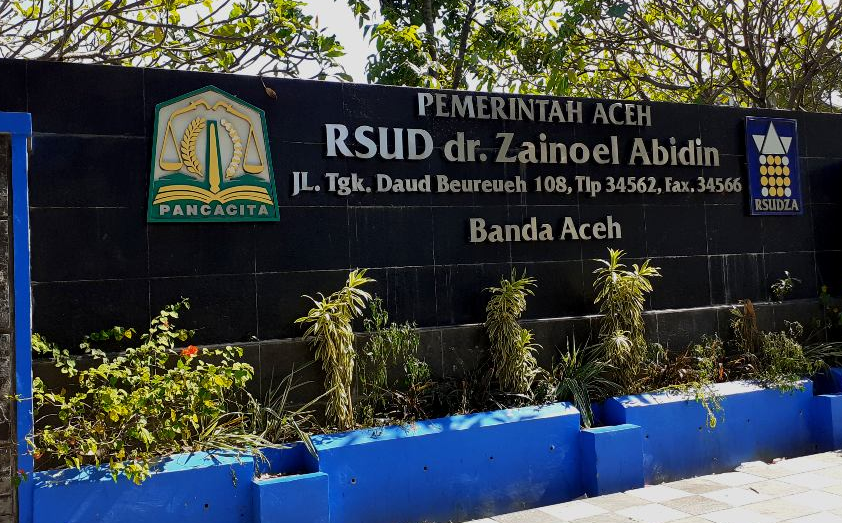 PEMERINTAH ACEH
RSUD dr. Zainoel Abidin
JL. Tgk. Daud Beureueh 108, Tlp 34562, Fax. 34566
Banda Aceh
PANCACITA
RSUDZA